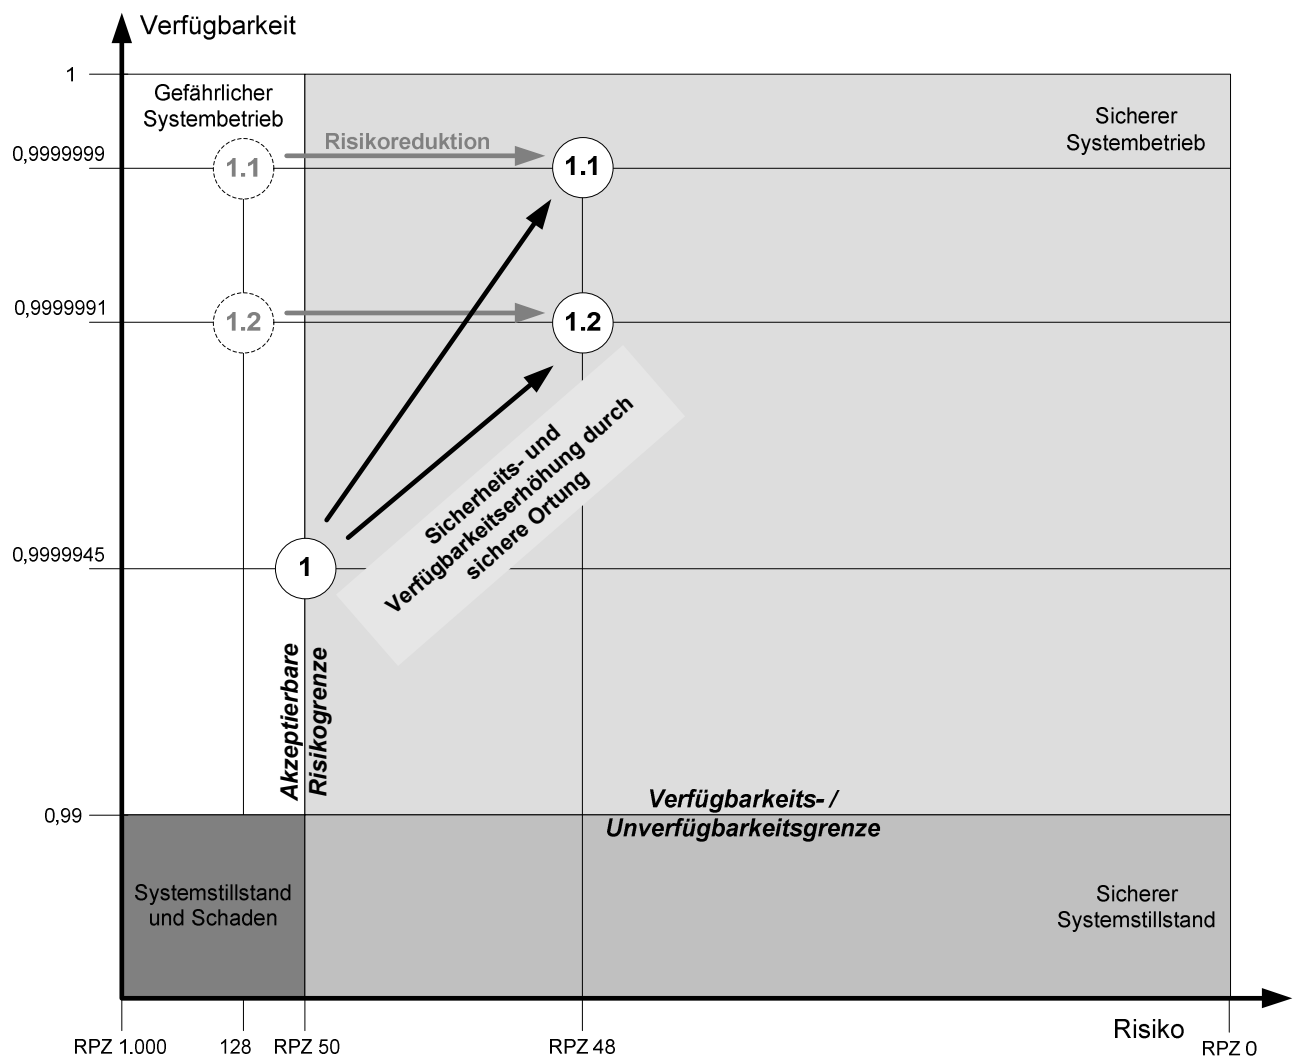 Verfügbarkeit
1
Gefährlicher
Systembetrieb
Sicherer
Systembetrieb
Risikoreduktion
0,9999999
1.1
1.1
0,9999991
1.2
1.2
Sicherheits- und
Verfügbarkeitserhöhung durch
sichere Ortung
0,9999945
1
Akzeptierbare
Risikogrenze
Verfügbarkeits- /
Unverfügbarkeitsgrenze
0,99
Systemstillstand
und Schaden
Sicherer
Systemstillstand
Risiko
RPZ 1.000
128
RPZ 50
RPZ 48
RPZ 0